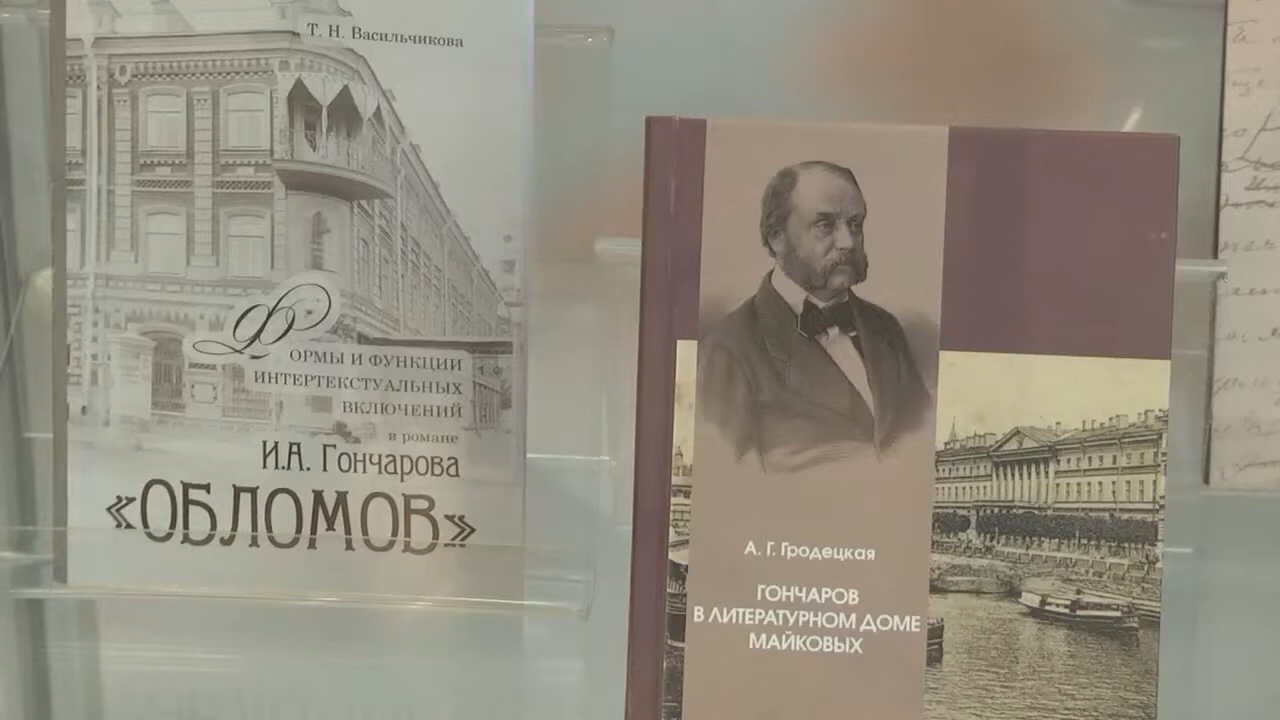 Т. Н. Васильчикова
ФОРМЫ И ФУНКЦИИ
ИНТЕРТЕКСТУАЛЬНЫХ
ВКЛЮЧЕНИЙ
в романе
И.А. Гончарова
«ОБЛОМОВ»
А. Г. Гродецкая
ГОНЧАРОВ
В ЛИТЕРАТУРНОМ ДОМЕ
МАЙКОВЫХ